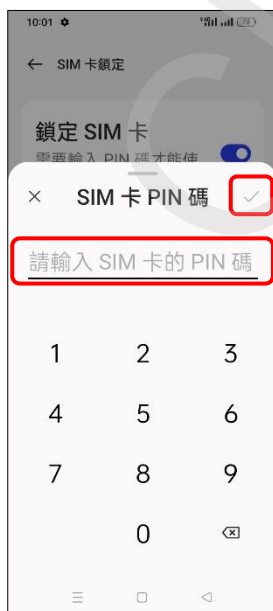 10:01
← SIM 卡鎖定
鎖定 SIM 卡
需要輸入 PIN 碼才能使
× SIM 卡 PIN 碼 ✓
請輸入 SIM 卡的 PIN 碼
1 2 3
4 5 6
7 8 9
0